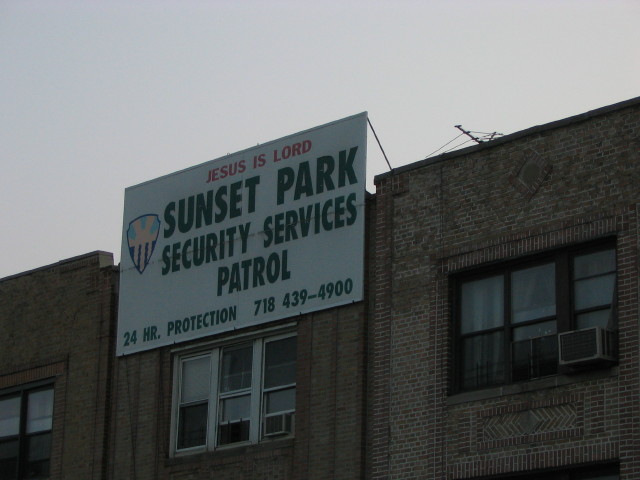 JESUS IS LORD
SUNSET PARK
SECURITY SERVICES
PATROL
24 HR. PROTECTION 718 439-4900